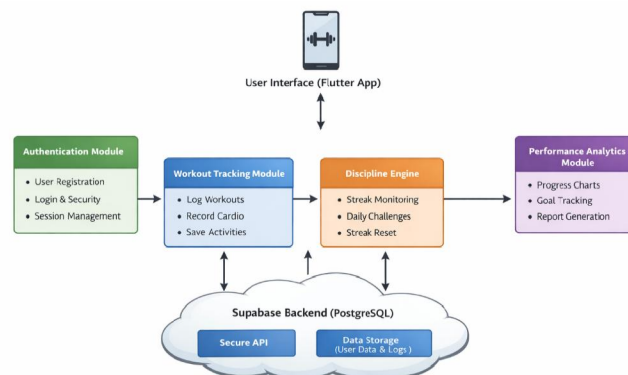 User Interface (Flutter App)
Authentication Module
• User Registration
• Login & Security
• Session Management
Workout Tracking Module
• Log Workouts
• Record Cardio
• Save Activities
Discipline Engine
• Streak Monitoring
• Daily Challenges
• Streak Reset
Performance Analytics
Module
• Progress Charts
• Goal Tracking
• Report Generation
Supabase Backend (PostgreSQL)
Secure API
Data Storage
(User Data & Logs )